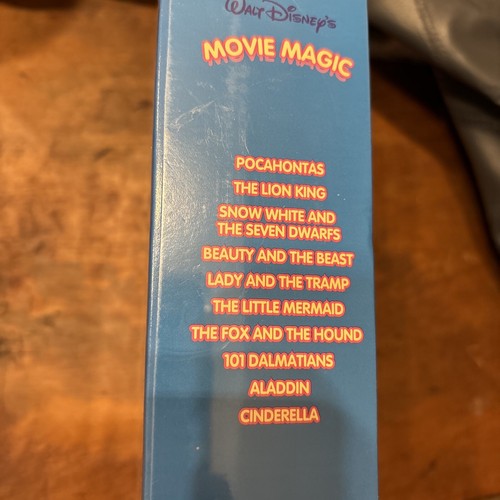 Walt Disney's
MOVIE MAGIC
POCAHONTAS
THE LION KING
SNOW WHITE AND
THE SEVEN DWARFS
BEAUTY AND THE BEAST
LADY AND THE TRAMP
THE LITTLE MERMAID
THE FOX AND THE HOUND
101 DALMATIANS
ALADDIN
CINDERELLA